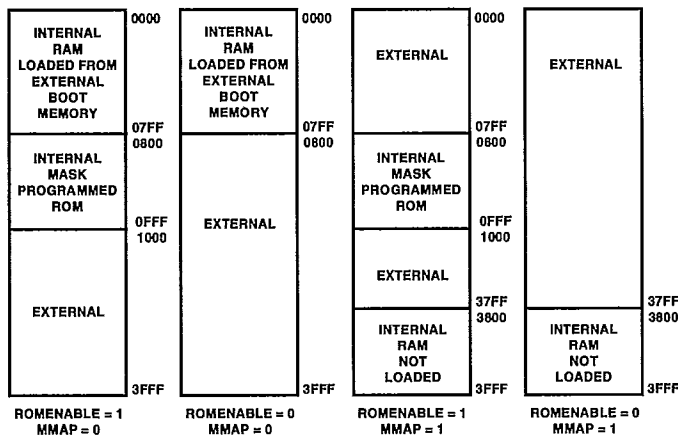 INTERNAL
RAM
LOADED FROM
EXTERNAL
BOOT
MEMORY
0000
07FF
0800
INTERNAL
MASK
PROGRAMMED
ROM
0FFF
1000
EXTERNAL
3FFF
ROMENABLE = 1
MMAP = 0
INTERNAL
RAM
LOADED FROM
EXTERNAL
BOOT
MEMORY
0000
07FF
0800
EXTERNAL
3FFF
ROMENABLE = 0
MMAP = 0
EXTERNAL
0000
07FF
0600
INTERNAL
MASK
PROGRAMMED
ROM
0FFF
1000
EXTERNAL
37FF
3800
INTERNAL
RAM
NOT
LOADED
3FFF
ROMENABLE = 1
MMAP = 1
EXTERNAL
0000
37FF
3800
INTERNAL
RAM
NOT
LOADED
3FFF
ROMENABLE = 0
MMAP = 1